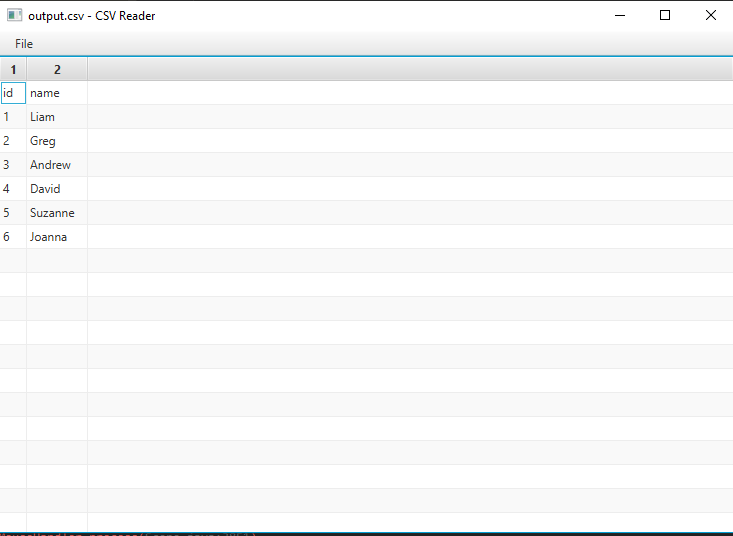 output.csv - CSV Reader
File
1 2
id name
1 Liam
2 Greg
3 Andrew
4 David
5 Suzanne
6 Joanna